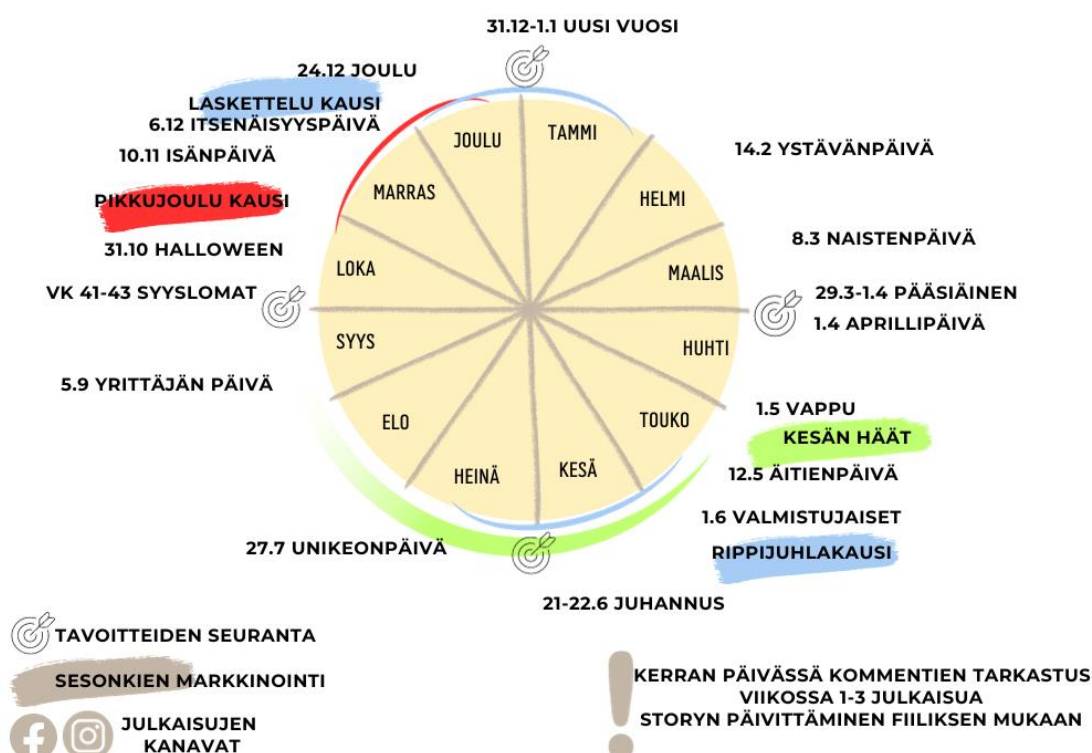 31.12-1.1 UUSI VUOSI
24.12 JOULU
LASKETTELU KAUSI
6.12 ITSENÄISYYSPÄIVÄ
10.11 ISÄNPÄIVÄ
PIKKUJOULU KAUSI
31.10 HALLOWEEN
VK 41-43 SYYSLOMAT
5.9 YRITTÄJÄN PÄIVÄ
27.7 UNIKEONPÄIVÄ
JOULU
TAMMI
MARRAS
HELMI
LOKA
MAALIS
SYYS
HUHTI
ELO
TOUKO
HEINÄ
KESÄ
14.2 YSTÄVÄNPÄIVÄ
8.3 NAISTENPÄIVÄ
29.3-1.4 PÄÄSIÄINEN
1.4 APRILLIPÄIVÄ
1.5 VAPPU
KESÄN HÄÄT
12.5 ÄITIENPÄIVÄ
1.6 VALMISTUJAISET
RIPPIJUHLAKAUSI
21-22.6 JUHANNUS
TAVOITTEIDEN SEURANTA
SESONKIEN MARKKINOINTI
JULKAISUJEN
KANAVAT
KERRAN PÄIVÄSSÄ KOMMENTIEN TARKASTUS
VIIKOSSA 1-3 JULKAISUA
STORYN PÄIVITTÄMINEN FIILIKSEN MUKAAN